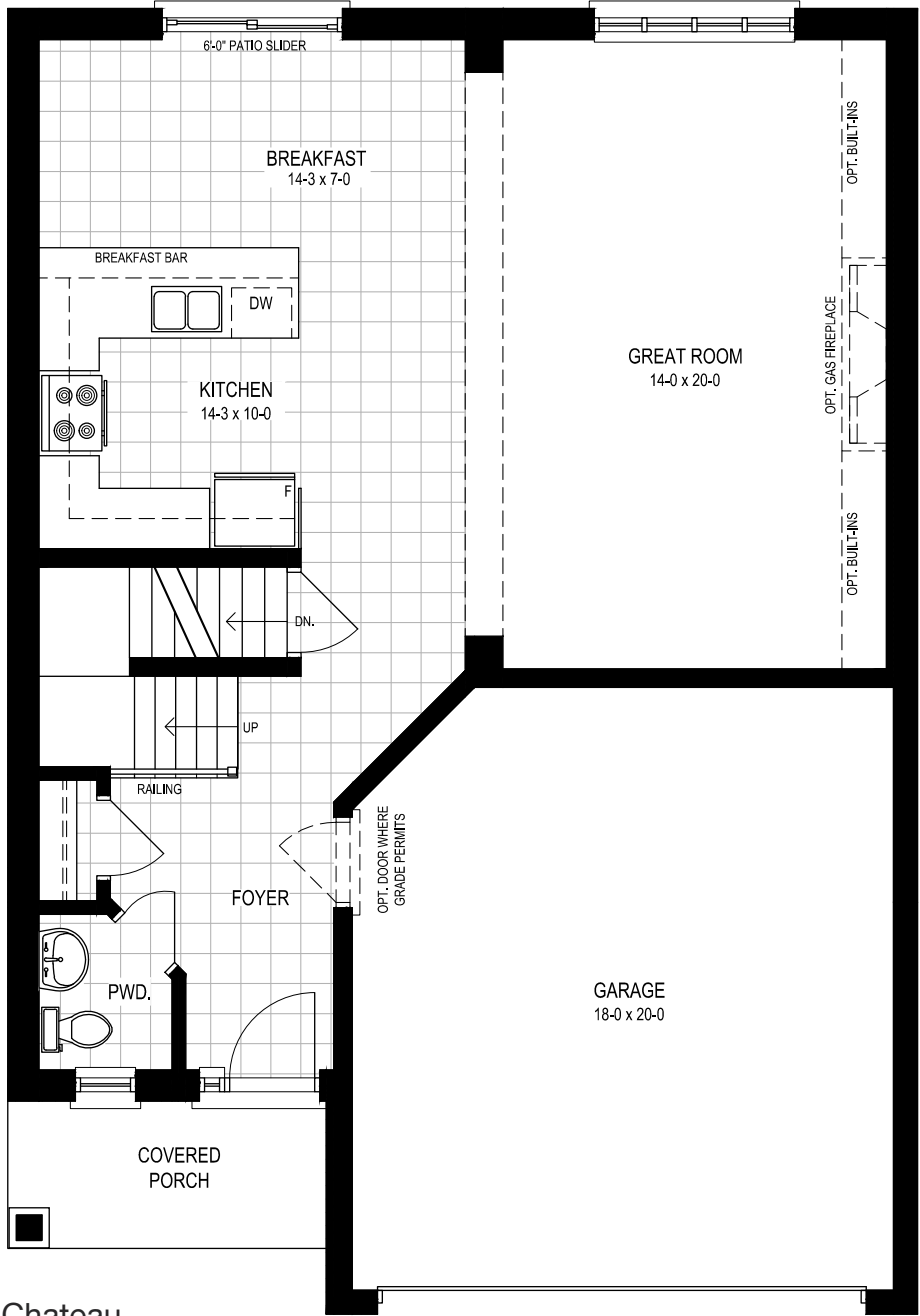 6'-0" PATIO SLIDER
BREAKFAST
14-3 x 7-0
OPT. BUILT-INS
BREAKFAST BAR
DW
GREAT ROOM
14-0 x 20-0
OPT. GAS FIREPLACE
KITCHEN
14-3 x 10-0
F
OPT. BUILT-INS
DN.
UP
RAILING
OPT. DOOR WHERE
GRADE PERMITS
FOYER
PWD.
GARAGE
18-0 x 20-0
COVERED
PORCH
Chateau